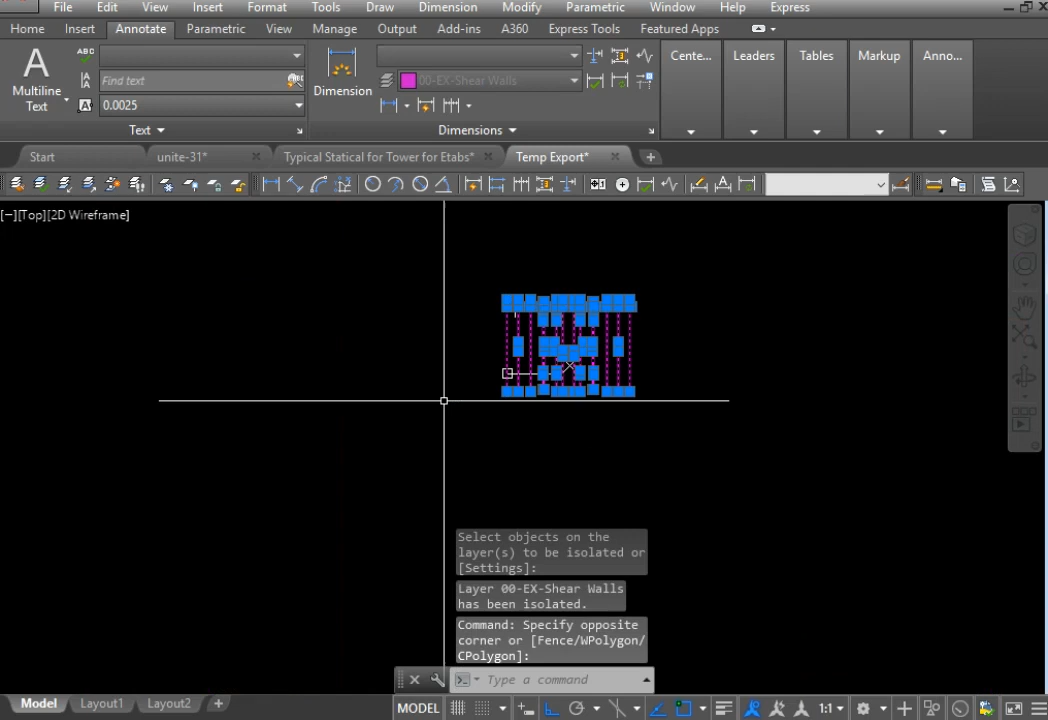 File Edit View Insert Format Tools Draw Dimension Modify Parametric Window Help Express
Home Insert Annotate Parametric View Manage Output Add-ins A360 Express Tools Featured Apps
A ABC Cente... Leaders Tables Markup Anno...
Multiline Text Find text Dimension 00-EX-Shear Walls
A 0.0025
Text Dimensions
Start unite-31* Typical Statical for Tower for Etabs* Temp Export* +
[−][Top][2D Wireframe]
Select objects on the
layer(s) to be isolated or
[Settings]:
Layer 00-EX-Shear Walls
has been isolated.
Command: Specify opposite
corner or [Fence/WPolygon/
CPolygon]:
Type a command
Model Layout1 Layout2 + MODEL 1:1